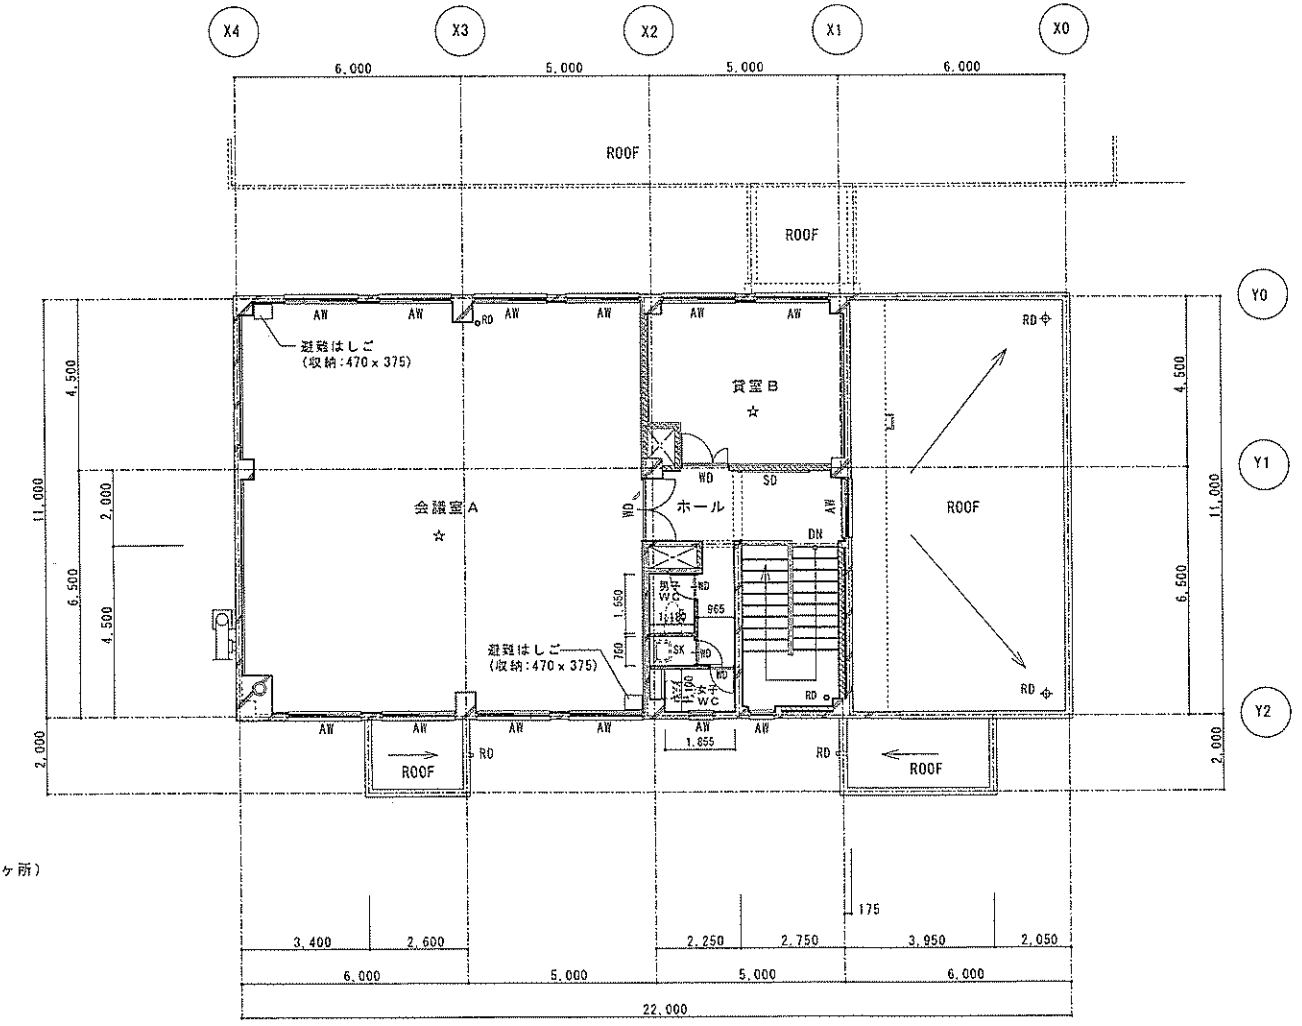 X4
X3
X2
X1
X0
6,000
5,000
5,000
6,000
ROOF
ROOF
Y0
AW
AW
RD
AW
AW
AW
AW
RD
避難はしご
(収納:470x375)
4,500
4,500
貸室B
☆
Y1
11,000
2,000
会議室A
☆
WD
WD
SD
ホール
AW
ROOF
11,000
DN
6,500
4,500
6,500
男子
WC
WD
1,650
965
760
SK
WD
避難はしご
(収納:470x375)
WD
女子
WC
RD
RD
Y2
AW
AW
AW
AW
AW
AW
1,855
2,000
ROOF
RD
RD
ROOF
2,000
ヶ所)
175
3,400
2,600
2,250
2,750
3,950
2,050
6,000
5,000
5,000
6,000
22,000